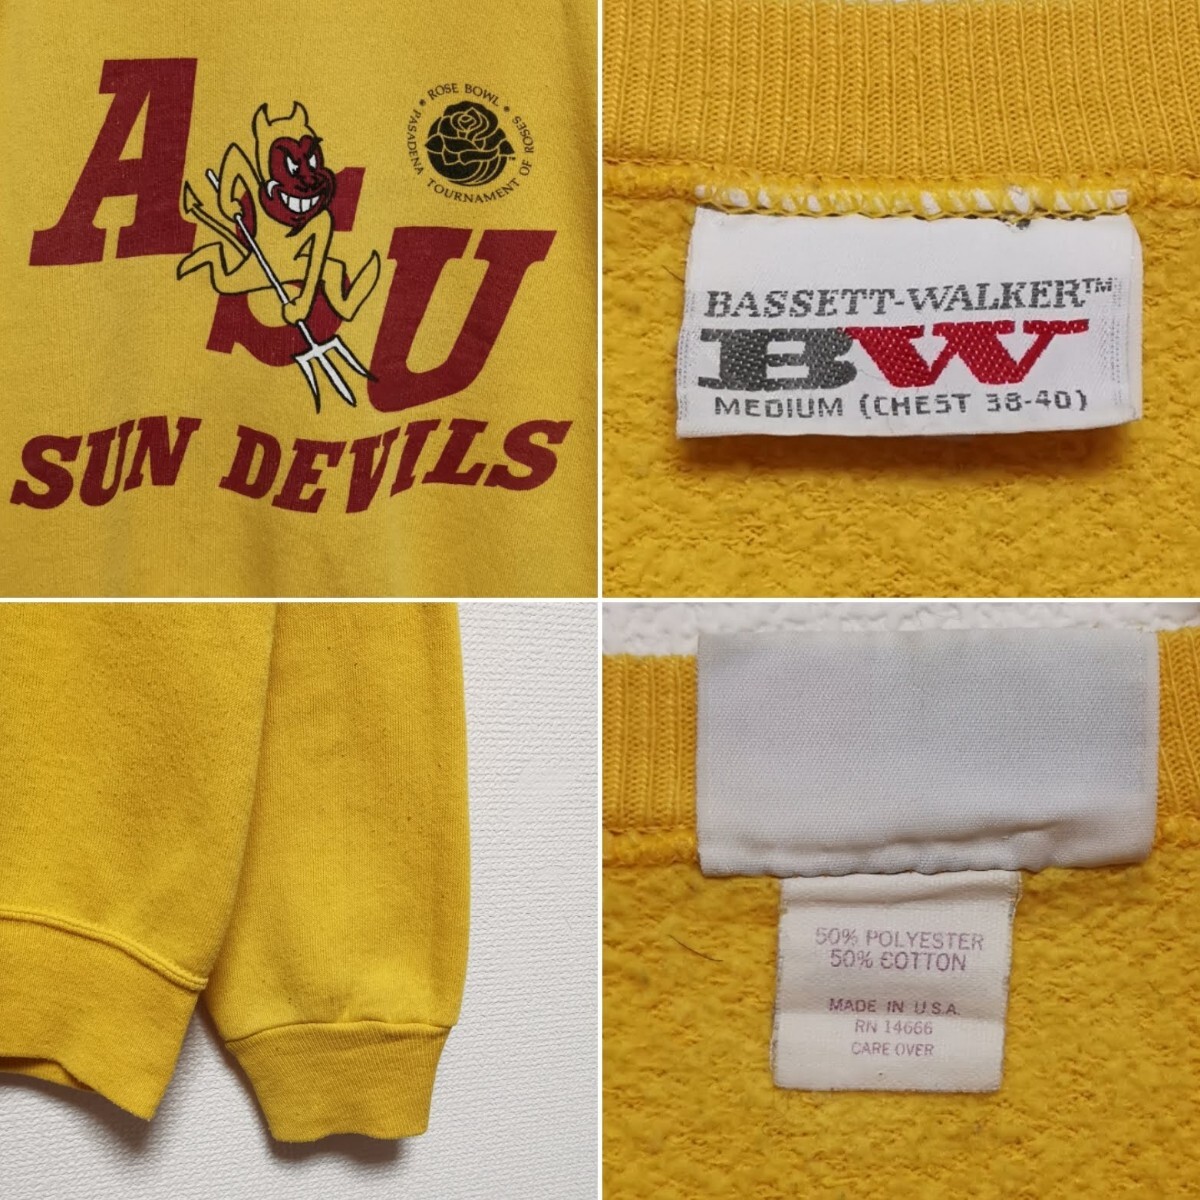 ASU
ROSE BOWL
PASADENA TOURNAMENT OF ROSES
SUN DEVILS
BASSETT-WALKER™
BW
MEDIUM (CHEST 38-40)
50% POLYESTER
50% COTTON
MADE IN U.S.A.
RN 14666
CARE OVER